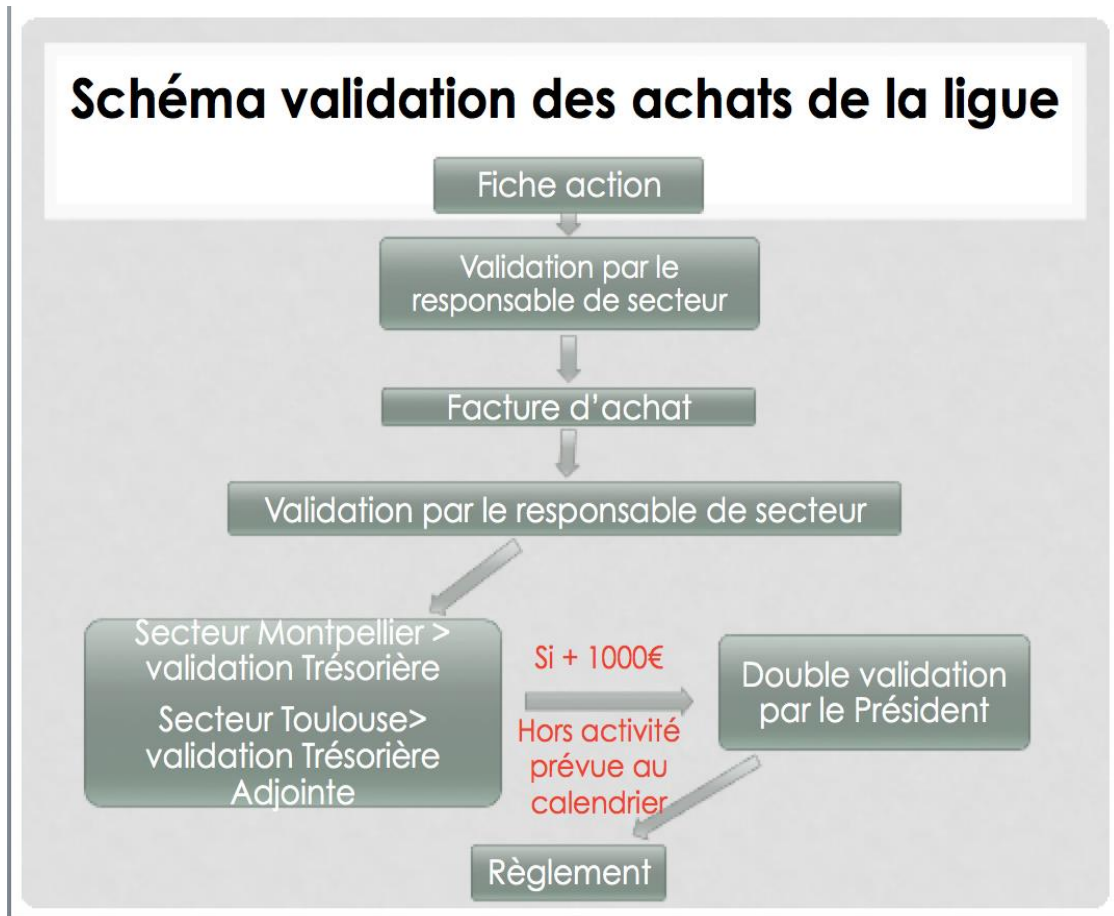 Schéma validation des achats de la ligue
Fiche action
Validation par le
responsable de secteur
Facture d’achat
Validation par le responsable de secteur
Secteur Montpellier >
validation Trésorière
Secteur Toulouse>
validation Trésorière
Adjointe
Si + 1000€
Hors activité
prévue au
calendrier
Double validation
par le Président
Règlement